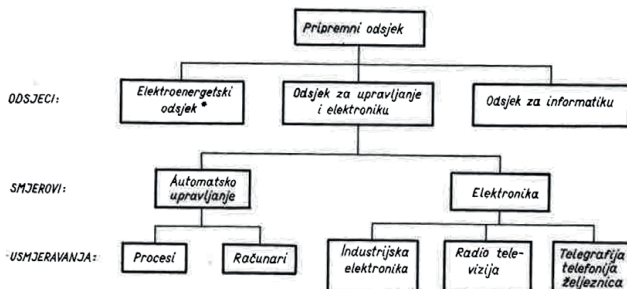 Pripremni odsjek
ODSJECI:
Elektroenergetski
odsjek *
Odsjek za upravljanje
i elektroniku
Odsjek za informatiku
SMJEROVI:
Automatsko
upravljanje
Elektronika
USMJERAVANJA:
Procesi
Računari
Industrijska
elektronika
Radio tele-
vizija
Telegrafija
telefonija
željeznica